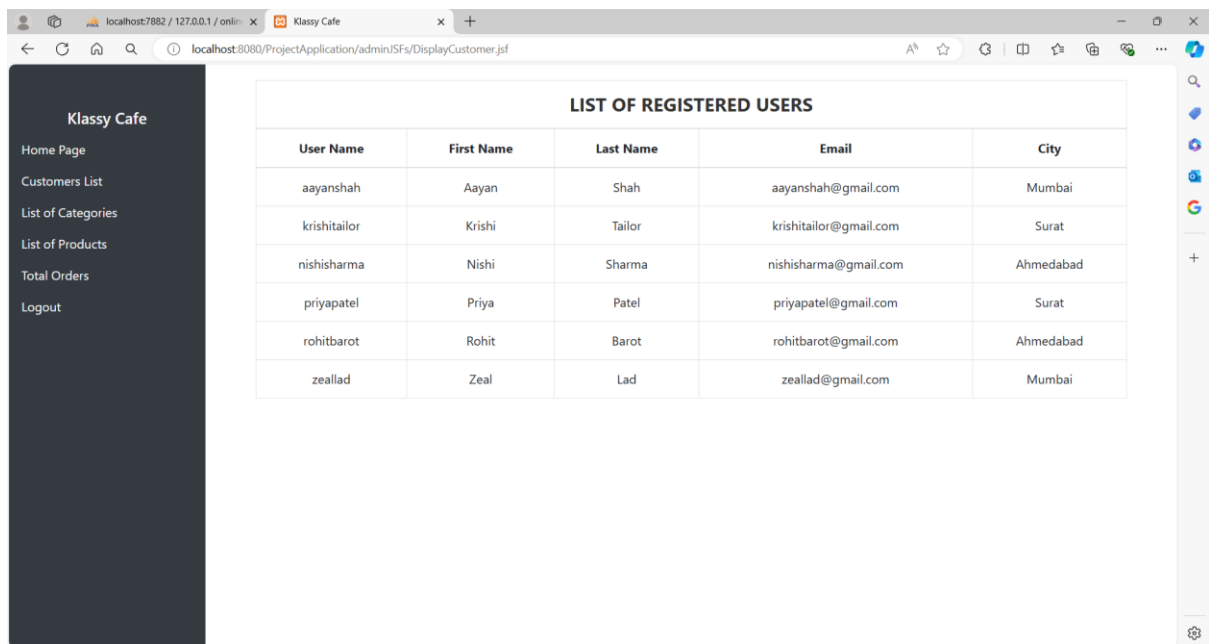 localhost:7882 / 127.0.0.1 / onlin
Klassy Cafe
localhost:8080/ProjectApplication/adminJSFs/DisplayCustomer.jsf
Klassy Cafe
Home Page
Customers List
List of Categories
List of Products
Total Orders
Logout
LIST OF REGISTERED USERS
User Name First Name Last Name Email City
aayanshah Aayan Shah aayanshah@gmail.com Mumbai
krishitailor Krishi Tailor krishitailor@gmail.com Surat
nishisharma Nishi Sharma nishisharma@gmail.com Ahmedabad
priyapatel Priya Patel priyapatel@gmail.com Surat
rohitbarot Rohit Barot rohitbarot@gmail.com Ahmedabad
zeallad Zeal Lad zeallad@gmail.com Mumbai